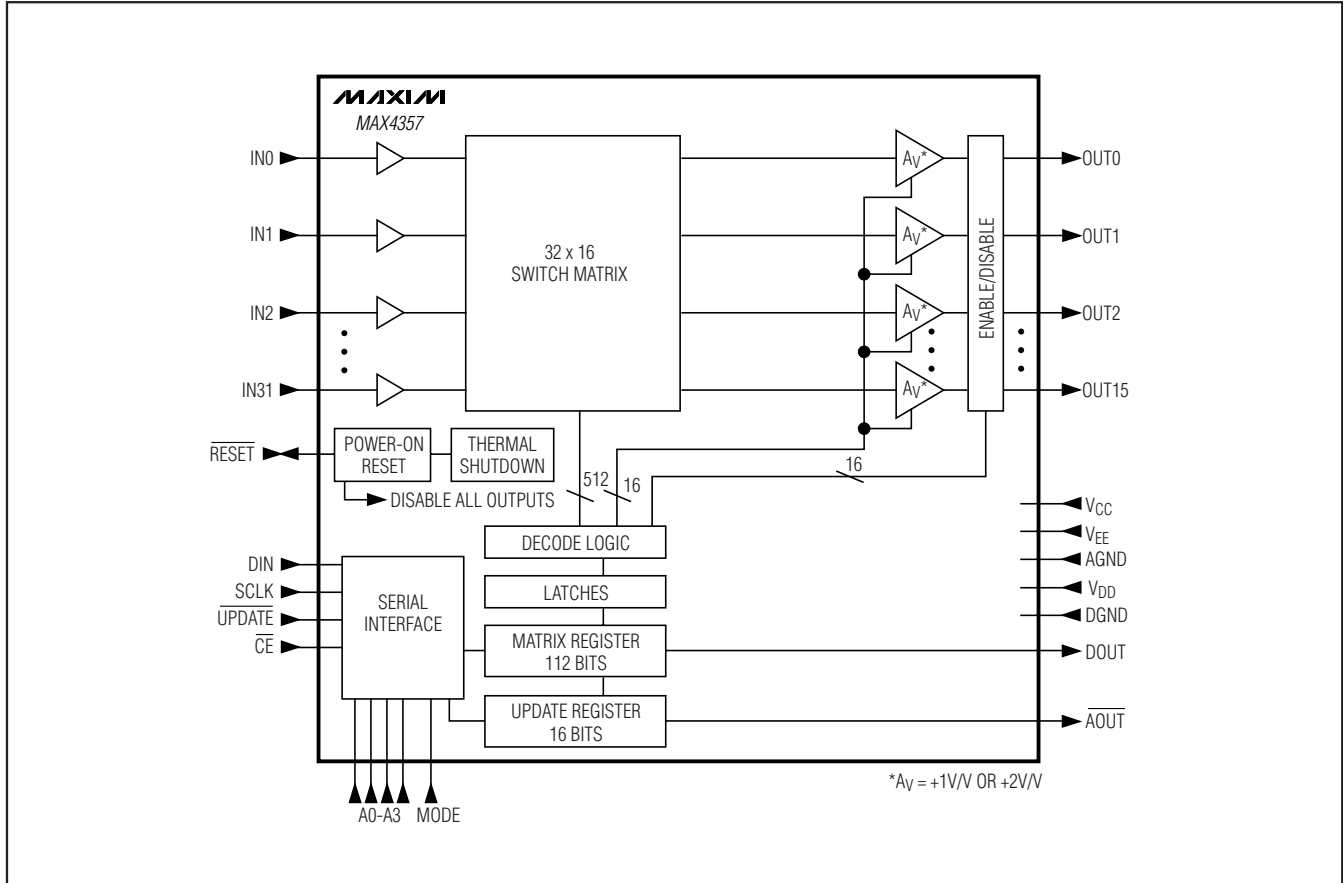 MAXIM
MAX4357
IN0
IN1
IN2
IN31
32 x 16
SWITCH MATRIX
AV*
AV*
AV*
AV*
ENABLE/DISABLE
OUT0
OUT1
OUT2
OUT15
RESET
POWER-ON
RESET
THERMAL
SHUTDOWN
DISABLE ALL OUTPUTS
512
16
16
DECODE LOGIC
LATCHES
MATRIX REGISTER
112 BITS
UPDATE REGISTER
16 BITS
DIN
SCLK
UPDATE
CE
SERIAL
INTERFACE
A0-A3
MODE
VCC
VEE
AGND
VDD
DGND
DOUT
AOUT
*AV = +1V/V OR +2V/V